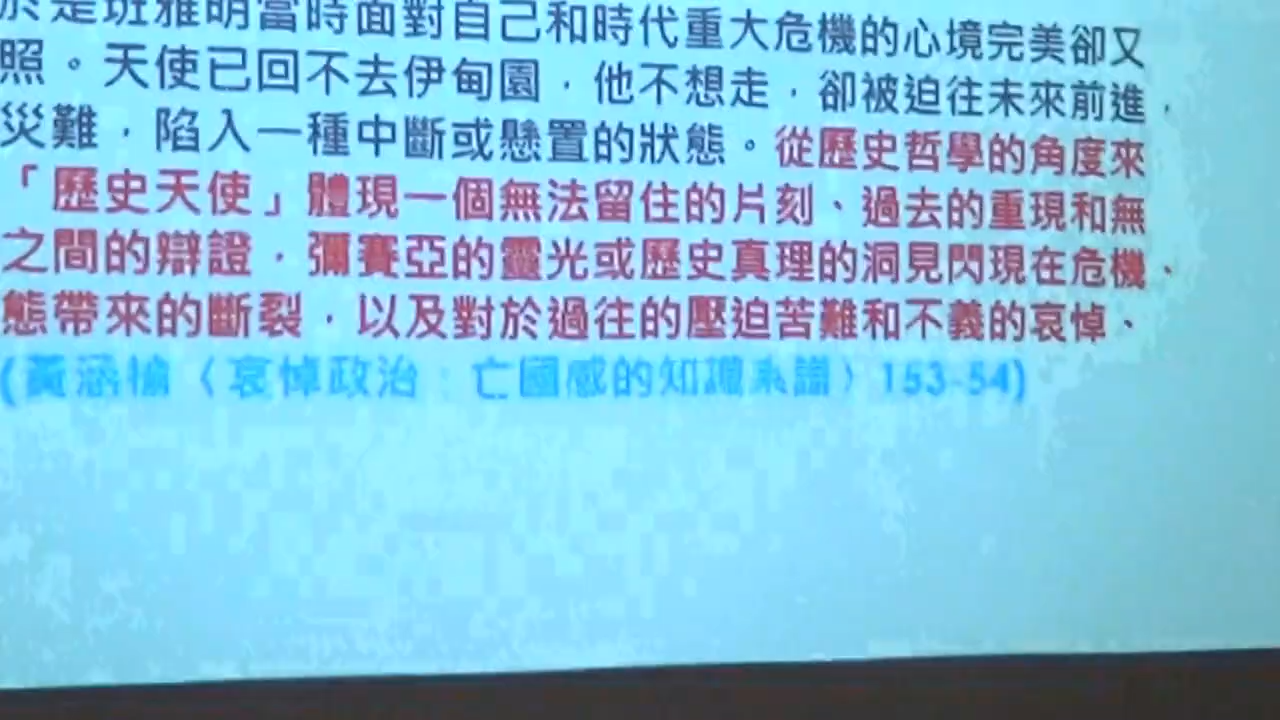 於是班雅明當時面對自己和時代重大危機的心境完美卻又
照。天使已回不去伊甸園，他不想走，卻被迫往未來前進，
災難，陷入一種中斷或懸置的狀態。從歷史哲學的角度來
「歷史天使」體現一個無法留住的片刻、過去的重現和無
之間的辯證，彌賽亞的靈光或歷史真理的洞見閃現在危機、
態帶來的斷裂，以及對於過往的壓迫苦難和不義的哀悼、
(黃涵榆〈哀悼政治：亡國感的知識系譜〉153-54)